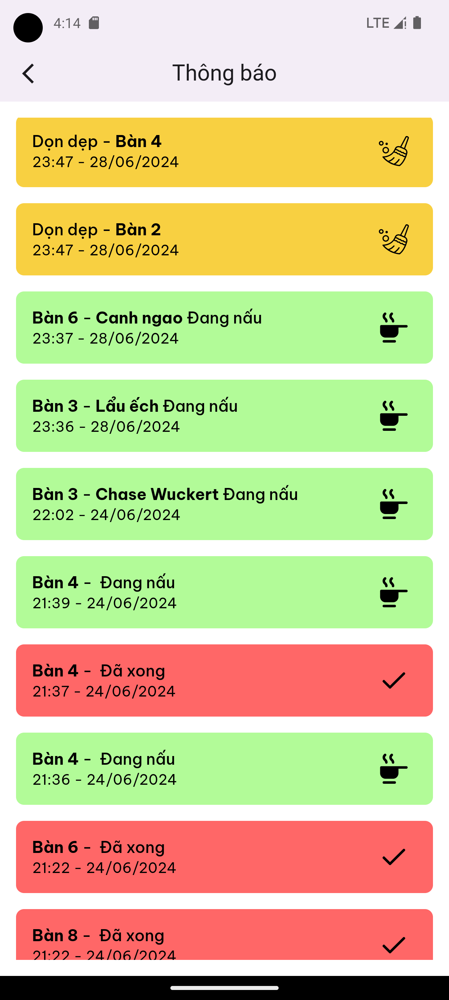 4:14
LTE
Thông báo
Dọn dẹp - Bàn 4
23:47 - 28/06/2024
Dọn dẹp - Bàn 2
23:47 - 28/06/2024
Bàn 6 - Canh ngao Đang nấu
23:37 - 28/06/2024
Bàn 3 - Lẩu ếch Đang nấu
23:36 - 28/06/2024
Bàn 3 - Chase Wuckert Đang nấu
22:02 - 24/06/2024
Bàn 4 - Đang nấu
21:39 - 24/06/2024
Bàn 4 - Đã xong
21:37 - 24/06/2024
Bàn 4 - Đang nấu
21:36 - 24/06/2024
Bàn 6 - Đã xong
21:22 - 24/06/2024
Bàn 8 - Đã xong
21:22 - 24/06/2024